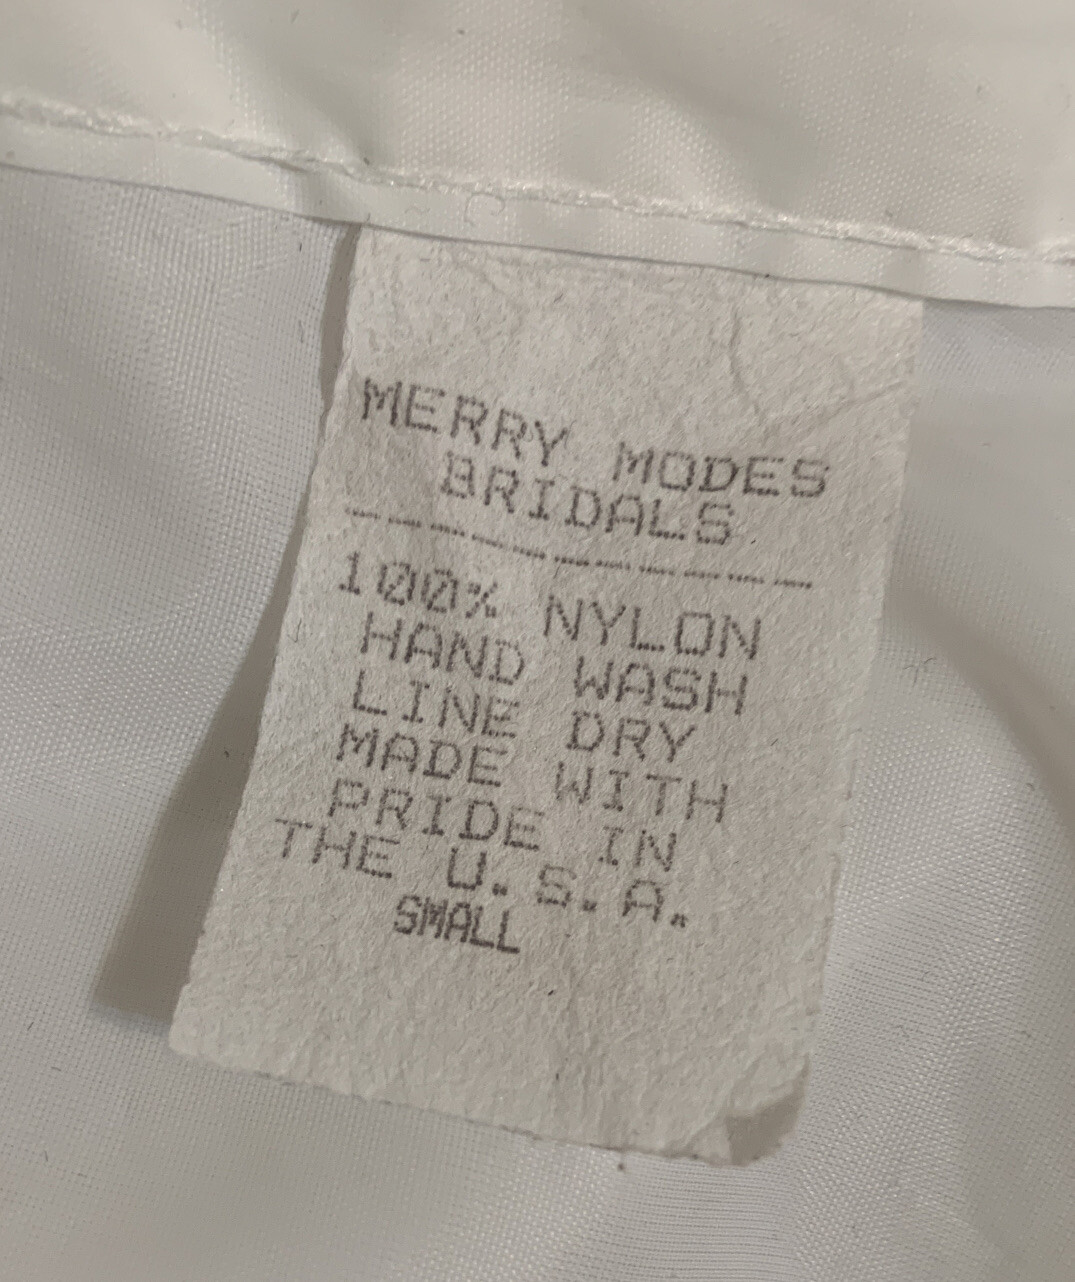 MERRY MODES
BRIDALS
100% NYLON
HAND WASH
LINE DRY
MADE WITH
PRIDE IN
THE U.S.A.
SMALL